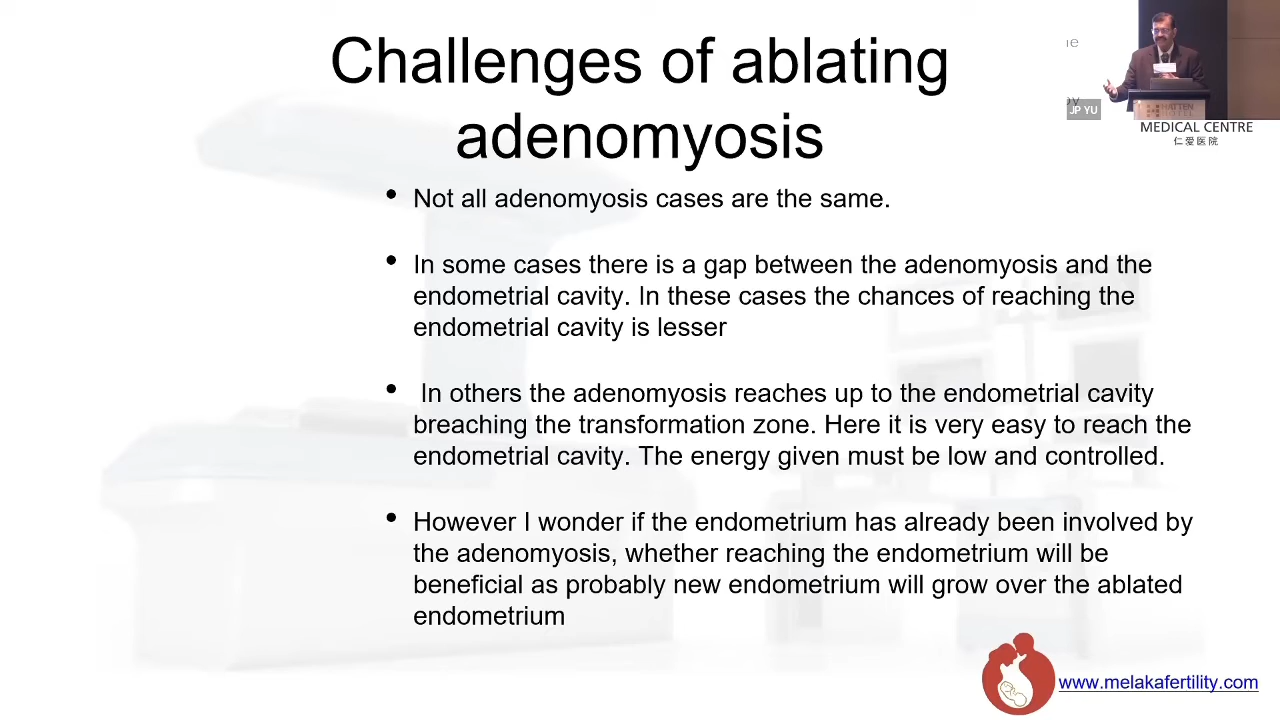 Challenges of ablating
adenomyosis
JP YU
HATTEN
HOTEL
MEDICAL CENTRE
仁爱医院
• Not all adenomyosis cases are the same.
• In some cases there is a gap between the adenomyosis and the
endometrial cavity. In these cases the chances of reaching the
endometrial cavity is lesser
• In others the adenomyosis reaches up to the endometrial cavity
breaching the transformation zone. Here it is very easy to reach the
endometrial cavity. The energy given must be low and controlled.
• However I wonder if the endometrium has already been involved by
the adenomyosis, whether reaching the endometrium will be
beneficial as probably new endometrium will grow over the ablated
endometrium
www.melakafertility.com